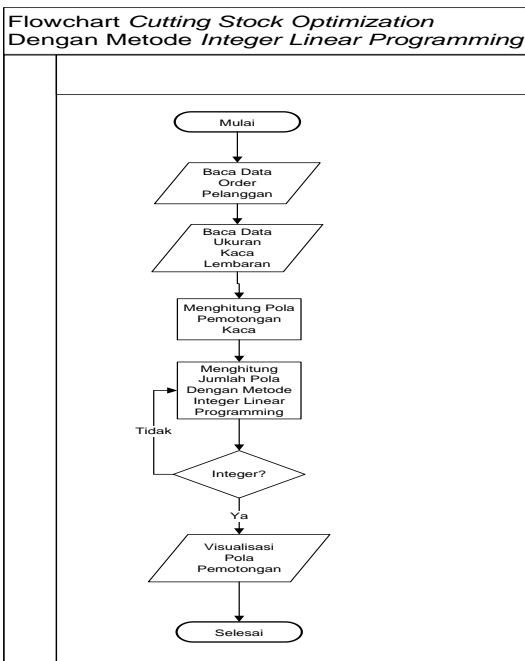 Flowchart Cutting Stock Optimization
Dengan Metode Integer Linear Programming
Mulai
Baca Data
Order
Pelanggan
Baca Data
Ukuran
Kaca
Lembaran
Menghitung Pola
Pemotongan
Kaca
Menghitung
Jumlah Pola
Dengan Metode
Integer Linear
Programming
Tidak
Integer?
Ya
Visualisasi
Pola
Pemotongan
Selesai